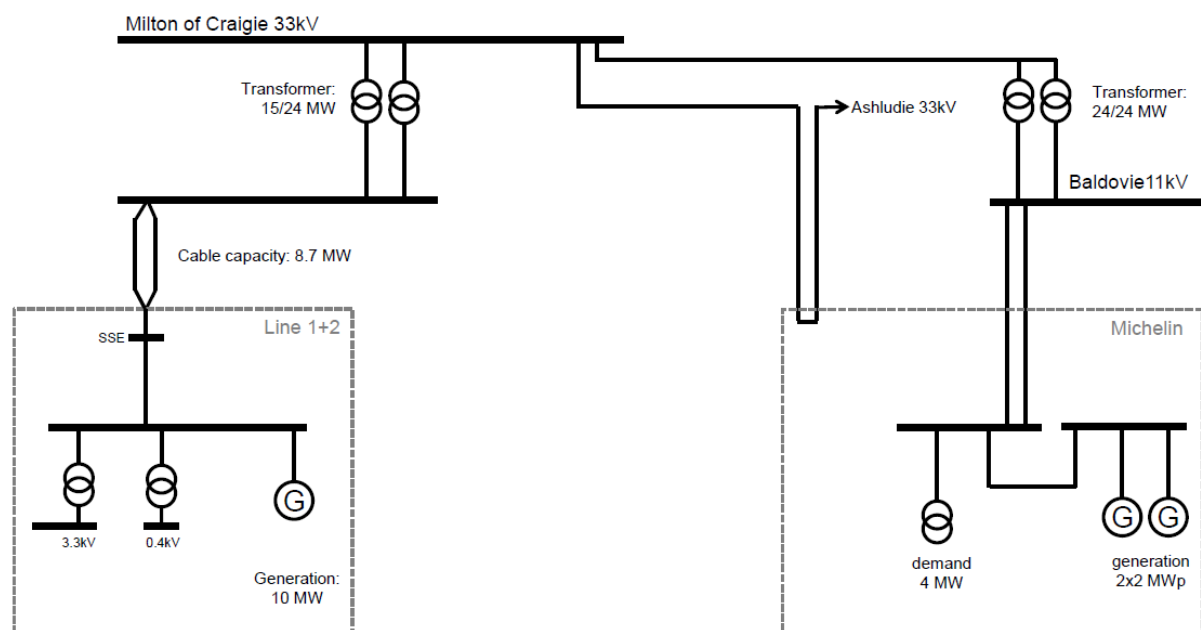 Milton of Craigie 33kV
Transformer:
15/24 MW
Ashludie 33kV
Transformer:
24/24 MW
Baldovie11kV
Cable capacity: 8.7 MW
Line 1+2
Michelin
SSE
G
3.3kV
0.4kV
Generation:
10 MW
G
G
demand
4 MW
generation
2x2 MWp